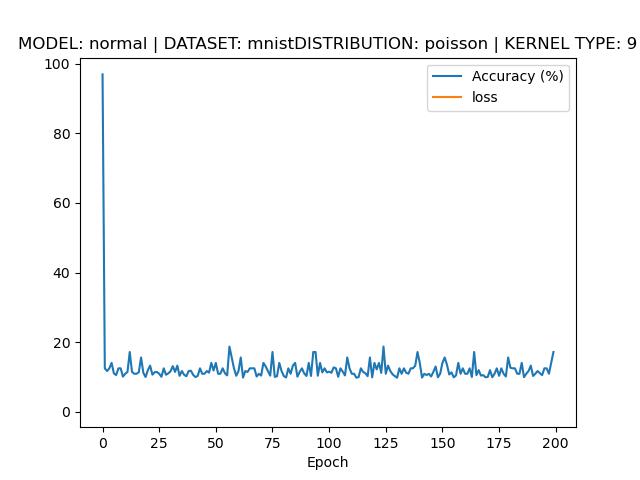 MODEL: normal | DATASET: mnistDISTRIBUTION: poisson | KERNEL TYPE: 9
Accuracy (%)
loss
100
80
60
40
20
0
0 25 50 75 100 125 150 175 200
Epoch